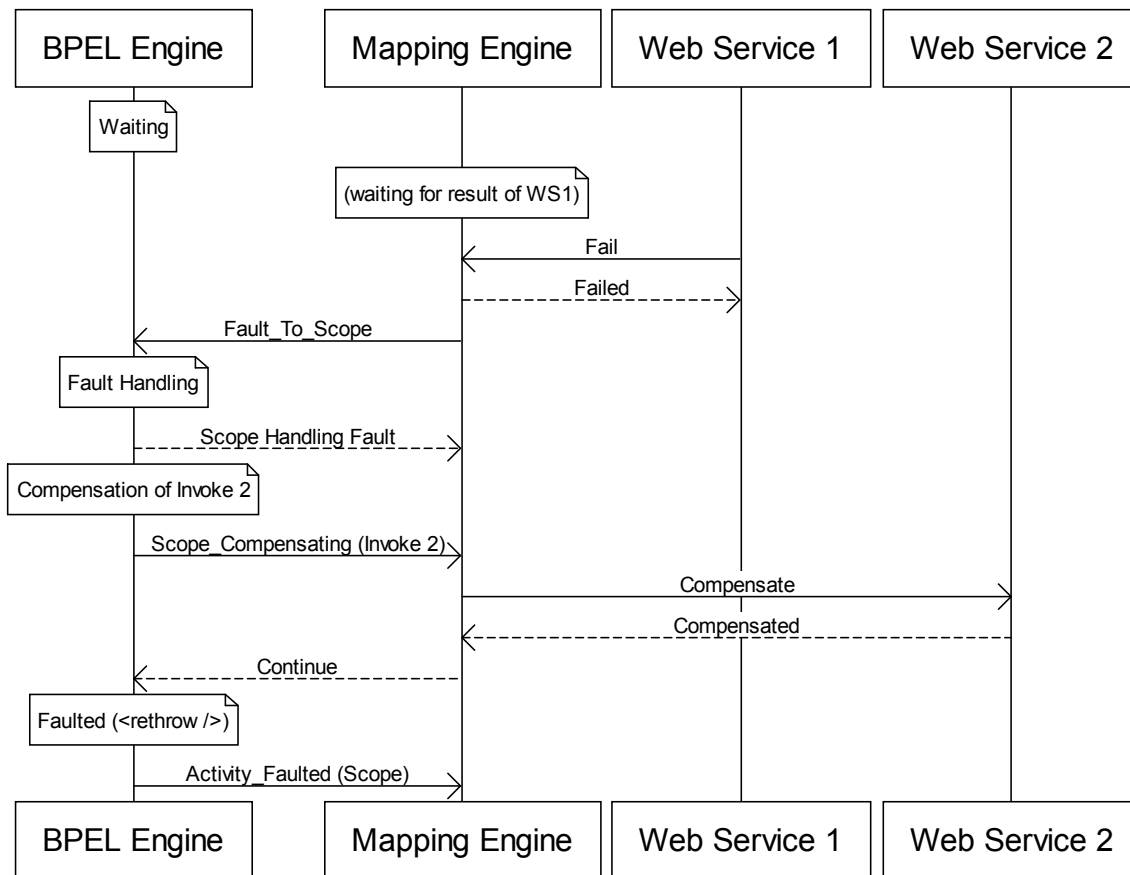 BPEL Engine
Mapping Engine
Web Service 1
Web Service 2
Waiting
(waiting for result of WS1)
Fail
Failed
Fault_To_Scope
Fault Handling
Scope Handling Fault
Compensation of Invoke 2
Scope_Compensating (Invoke 2)
Compensate
Compensated
Continue
Faulted (<rethrow />)
Activity_Faulted (Scope)
BPEL Engine
Mapping Engine
Web Service 1
Web Service 2